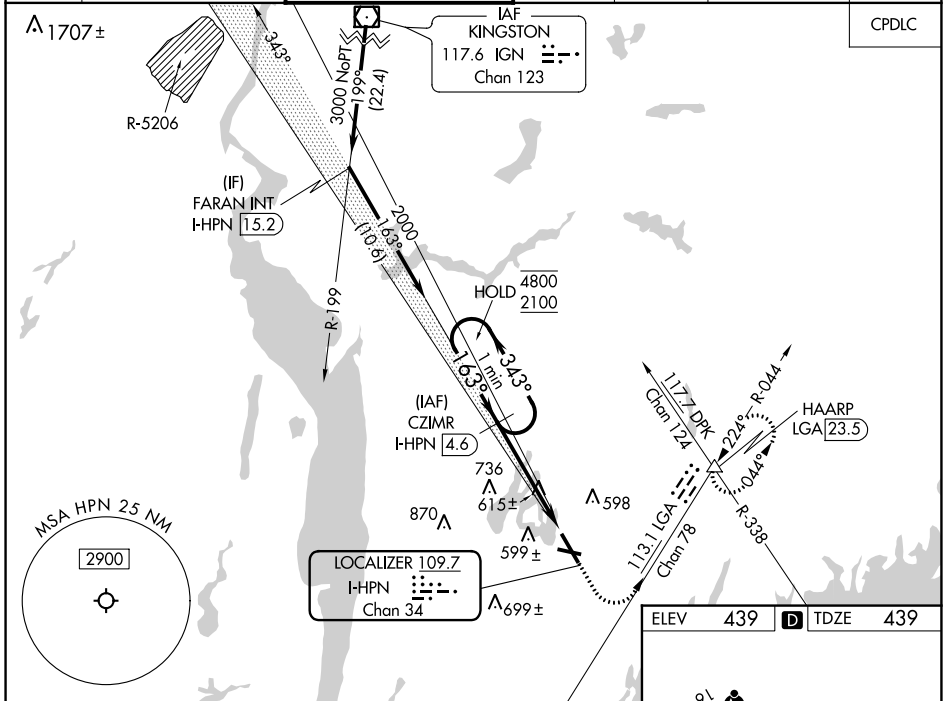 1707 ±
IAF
KINGSTON
117.6 IGN
Chan 123
CPDLC
343°
3000 NoPT
199°
(22.4)
R-5206
(IF)
FARAN INT
I-HPN 15.2
163°
(10.6)
2000
R-199
HOLD 4800
2100
1 min
163°
343°
(IAF)
CZIMR
I-HPN 4.6
117.7 DPK
Chan 124
R-044
224°
044°
HAARP
LGA 23.5
R-338
113.1 LGA
Chan 78
736
615±
598
870
599 ±
699±
MSA HPN 25 NM
2900
LOCALIZER 109.7
I-HPN
Chan 34
ELEV 439 D TDZE 439
16